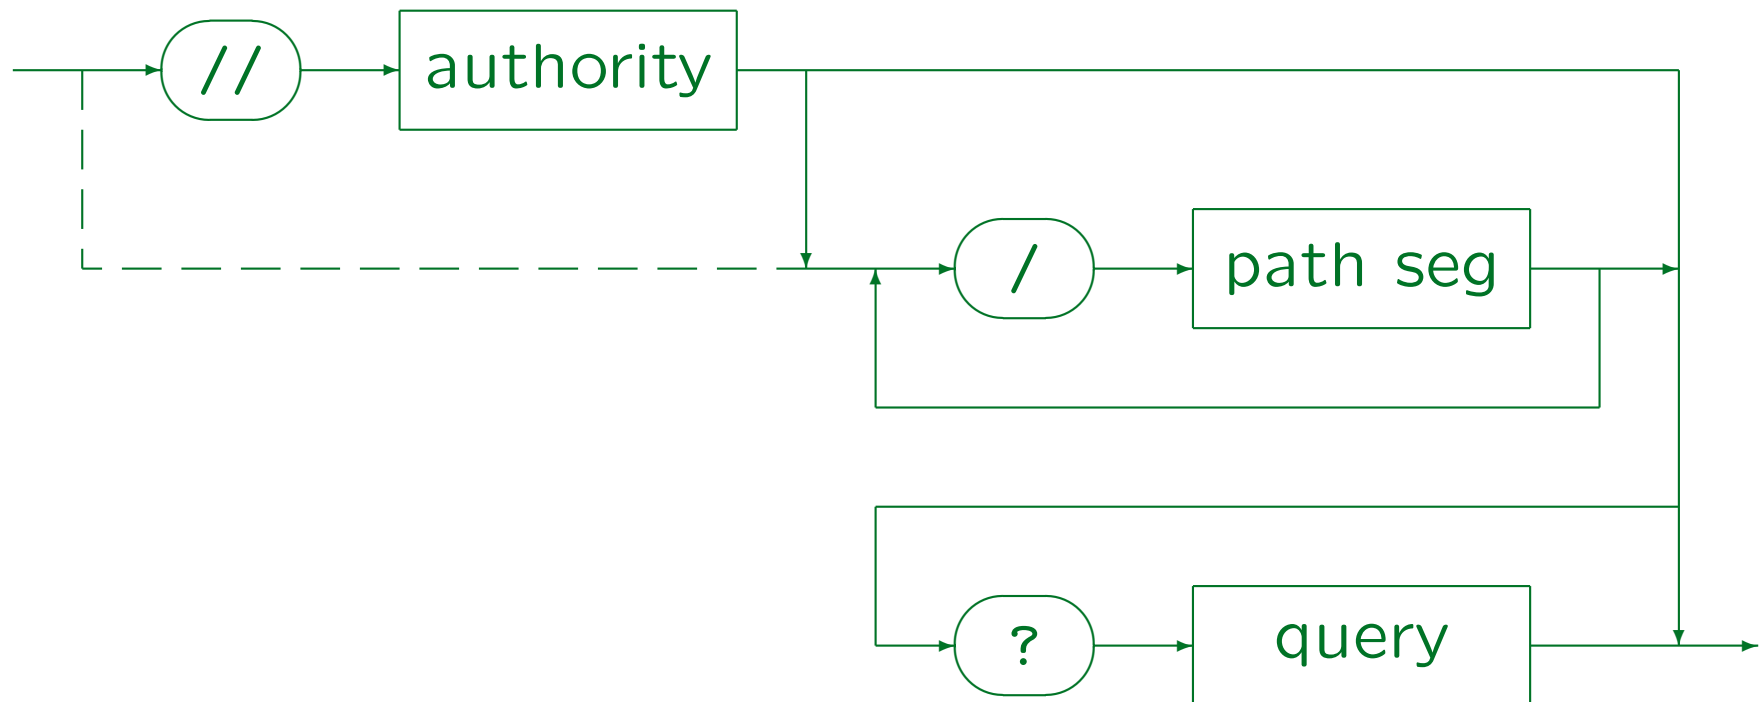 // authority
/ path seg
? query